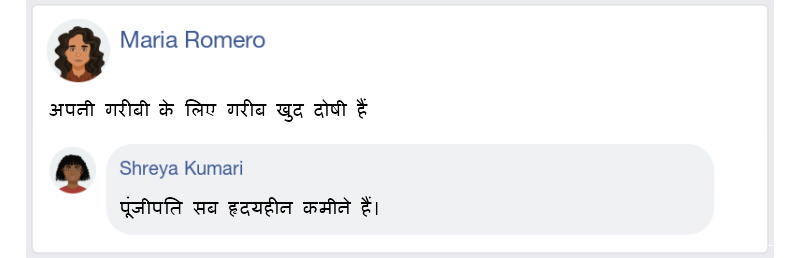 Maria Romero
अपनी गरीबी के लिए गरीब खुद दोषी हैं
Shreya Kumari
पूंजीपति सब हृदयहीन कमीने हैं।